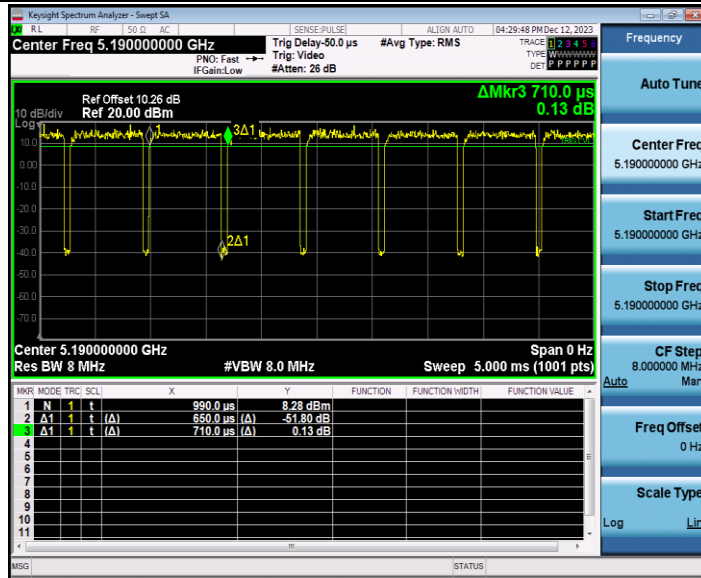 Keysight Spectrum Analyzer - Swept SA
RL RF 50 Ω AC SENSE:PULSE ALIGN AUTO 04:29:48 PM Dec 12, 2023
Center Freq 5.190000000 GHz
PNO: Fast
IFGain:Low
Trig Delay-50.0 µs
Trig: Video
#Atten: 26 dB
#Avg Type: RMS
TRACE 1 2 3 4 5 6
TYPE WWWWWW
DET P P P P P P
Frequency
ΔMkr3 710.0 µs
0.13 dB
Ref Offset 10.26 dB
10 dB/div Ref 20.00 dBm
Log
10.0
0.00
-10.0
-20.0
-30.0
-40.0
-50.0
-60.0
-70.0
1
3Δ1
2Δ1
Center 5.190000000 GHz Span 0 Hz
Res BW 8 MHz #VBW 8.0 MHz Sweep 5.000 ms (1001 pts)
MKR MODE TRC SCL X Y FUNCTION FUNCTION WIDTH FUNCTION VALUE
1 N 1 t 990.0 µs 8.28 dBm
2 Δ1 1 t (Δ) 650.0 µs (Δ) -51.80 dB
3 Δ1 1 t (Δ) 710.0 µs (Δ) 0.13 dB
4
5
6
7
8
9
10
11
Auto Tune
Center Freq
5.190000000 GHz
Start Freq
5.190000000 GHz
Stop Freq
5.190000000 GHz
CF Step
8.000000 MHz
Auto Man
Freq Offset
0 Hz
Scale Type
Log Lin
MSG STATUS